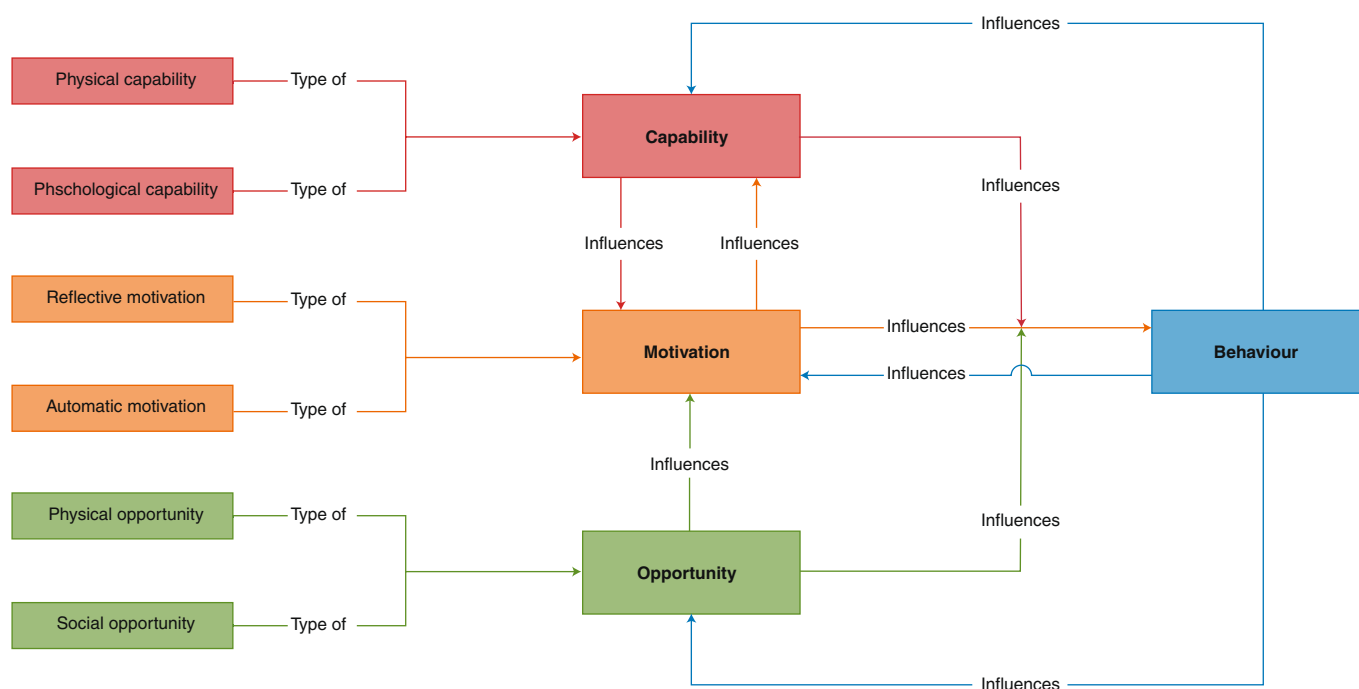 Influences
Physical capability
Type of
Capability
Phschological capability
Type of
Influences
Influences
Influences
Reflective motivation
Type of
Influences
Motivation
Behaviour
Influences
Automatic motivation
Type of
Influences
Physical opportunity
Type of
Influences
Opportunity
Social opportunity
Type of
Influences